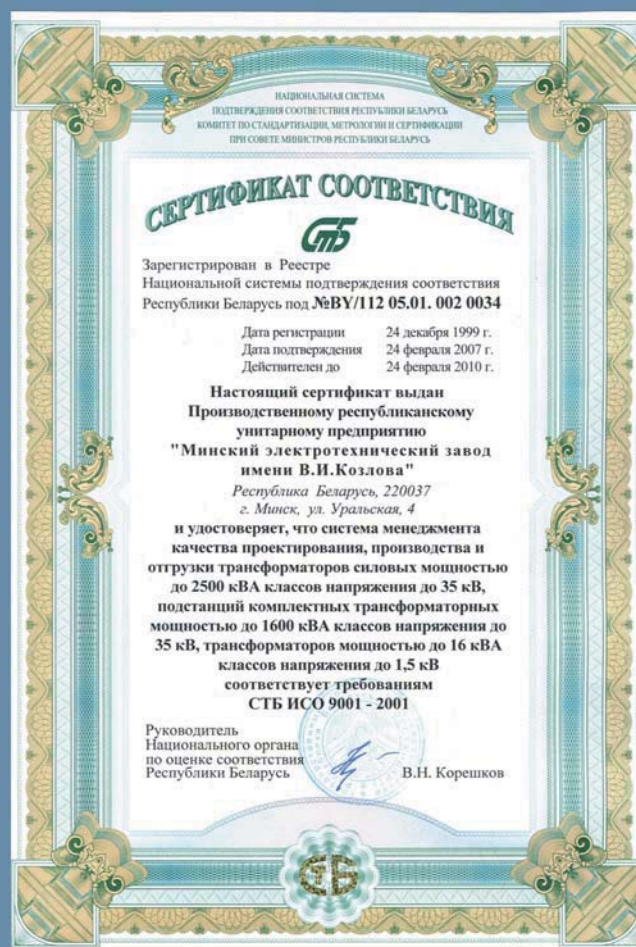 НАЦИОНАЛЬНАЯ СИСТЕМА
ПОДТВЕРЖДЕНИЯ СООТВЕТСТВИЯ РЕСПУБЛИКИ БЕЛАРУСЬ
КОМИТЕТ ПО СТАНДАРТИЗАЦИИ, МЕТРОЛОГИИ И СЕРТИФИКАЦИИ
ПРИ СОВЕТЕ МИНИСТРОВ РЕСПУБЛИКИ БЕЛАРУСЬ
СЕРТИФИКАТ СООТВЕТСТВИЯ
СТБ
Зарегистрирован в Реестре
Национальной системы подтверждения соответствия
Республики Беларусь под №BY/112 05.01. 002 0034
Дата регистрации 24 декабря 1999 г.
Дата подтверждения 24 февраля 2007 г.
Действителен до 24 февраля 2010 г.
Настоящий сертификат выдан
Производственному республиканскому
унитарному предприятию
"Минский электротехнический завод
имени В.И.Козлова"
Республика Беларусь, 220037
г. Минск, ул. Уральская, 4
и удостоверяет, что система менеджмента
качества проектирования, производства и
отгрузки трансформаторов силовых мощностью
до 2500 кВА классов напряжения до 35 кВ,
подстанций комплектных трансформаторных
мощностью до 1600 кВА классов напряжения до
35 кВ, трансформаторов мощностью до 16 кВА
классов напряжения до 1,5 кВ
соответствует требованиям
СТБ ИСО 9001 - 2001
Руководитель
Национального органа
по оценке соответствия
Республики Беларусь В.Н. Корешков
СТБ